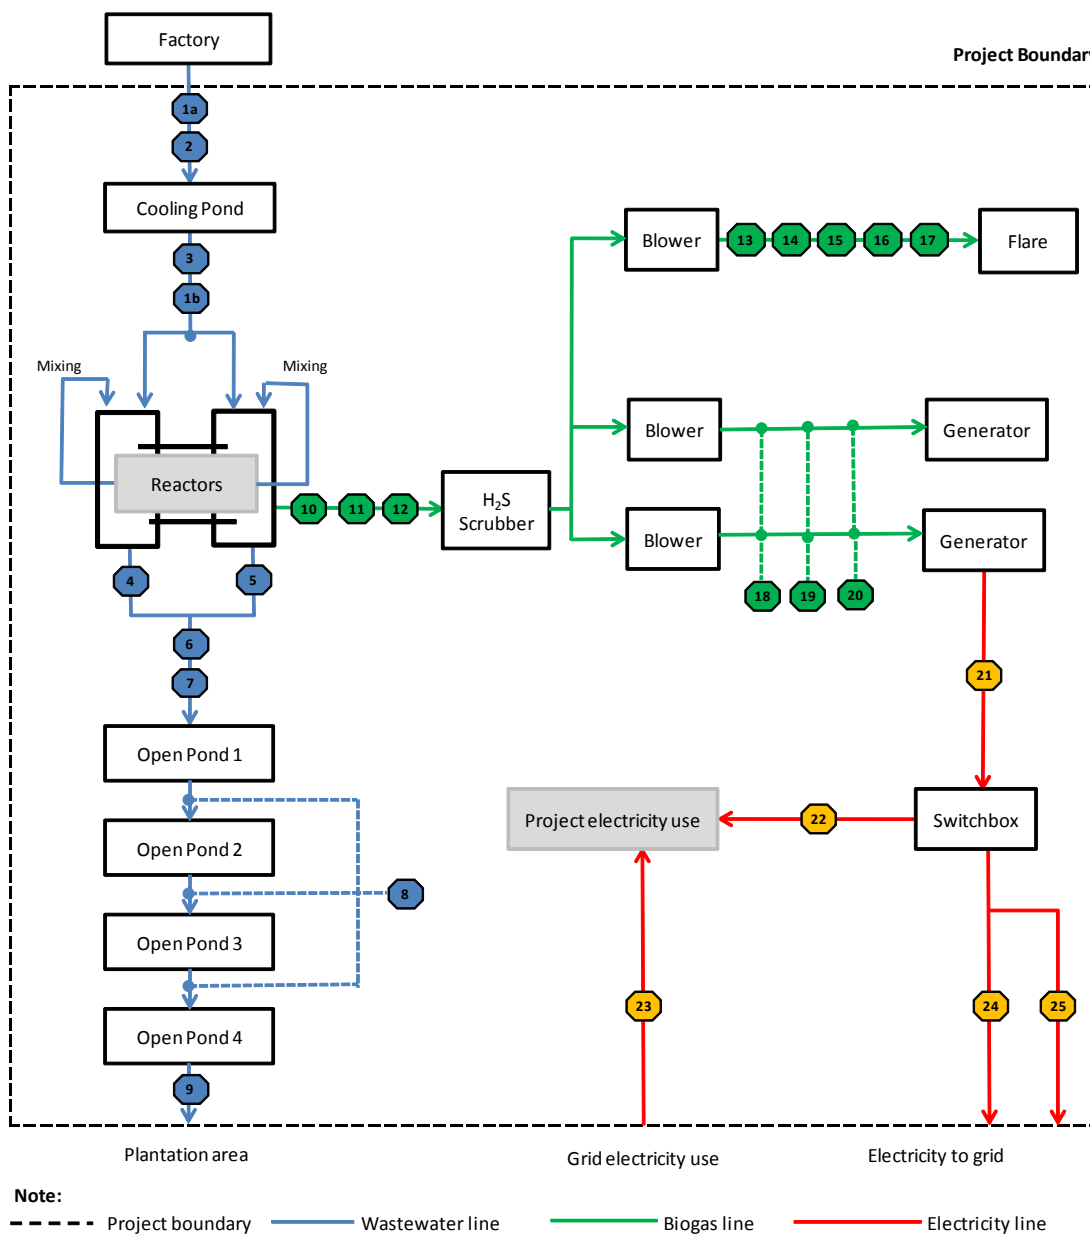 Factory
Project Boundary
1a
2
Cooling Pond
3
1b
Blower
13
14
15
16
17
Flare
Mixing
Mixing
Reactors
10
11
12
H₂S
Scrubber
Blower
Generator
Blower
Generator
18
19
20
4
5
6
7
21
Open Pond 1
Open Pond 2
Open Pond 3
Open Pond 4
8
9
Project electricity use
22
Switchbox
23
24
25
Plantation area
Grid electricity use
Electricity to grid
Note:
Project boundary
Wastewater line
Biogas line
Electricity line